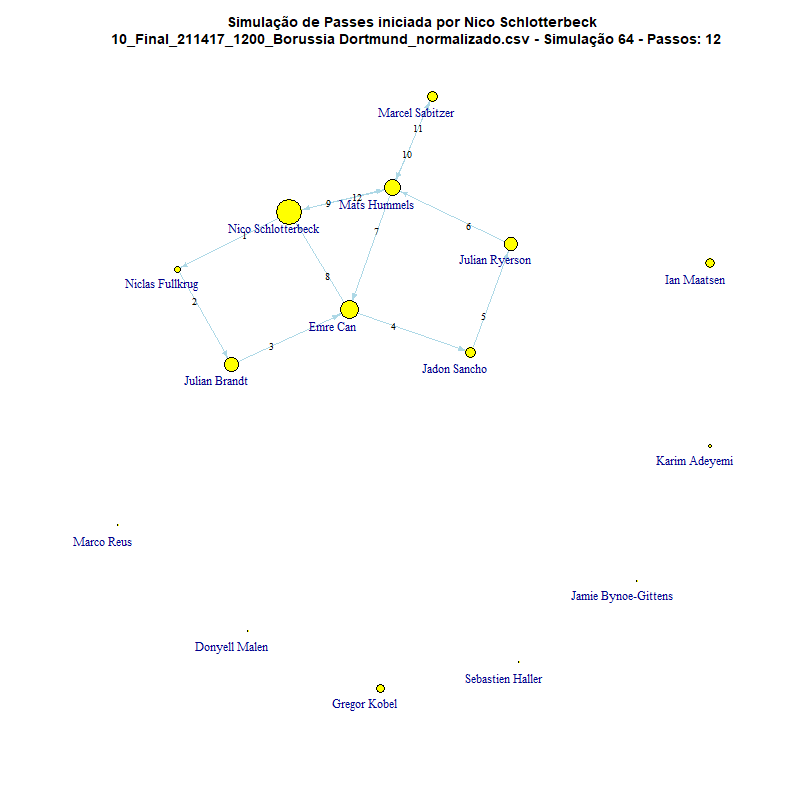 Simulação de Passes iniciada por Nico Schlotterbeck
10_Final_211417_1200_Borussia Dortmund_normalizado.csv - Simulação 64 - Passos: 12
Marcel Sabitzer
11
10
12
9
Mats Hummels
Nico Schlotterbeck
6
7
1
Julian Ryerson
8
Niclas Fullkrug
Ian Maatsen
2
5
Emre Can
4
3
Jadon Sancho
Julian Brandt
Karim Adeyemi
Marco Reus
Jamie Bynoe-Gittens
Donyell Malen
Sebastien Haller
Gregor Kobel